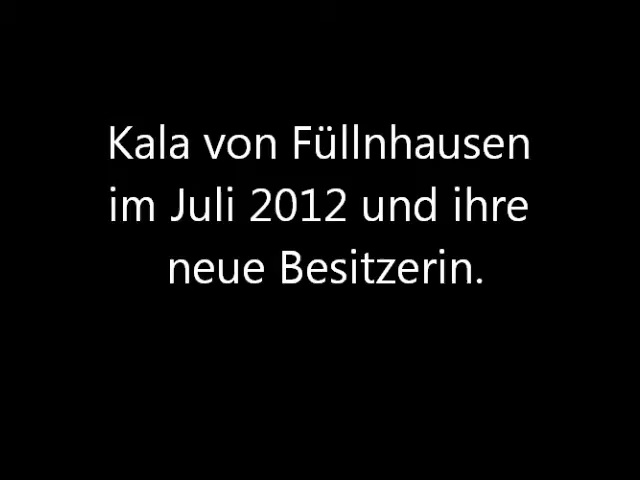 Kala von Füllnhausen
im Juli 2012 und ihre
neue Besitzerin.